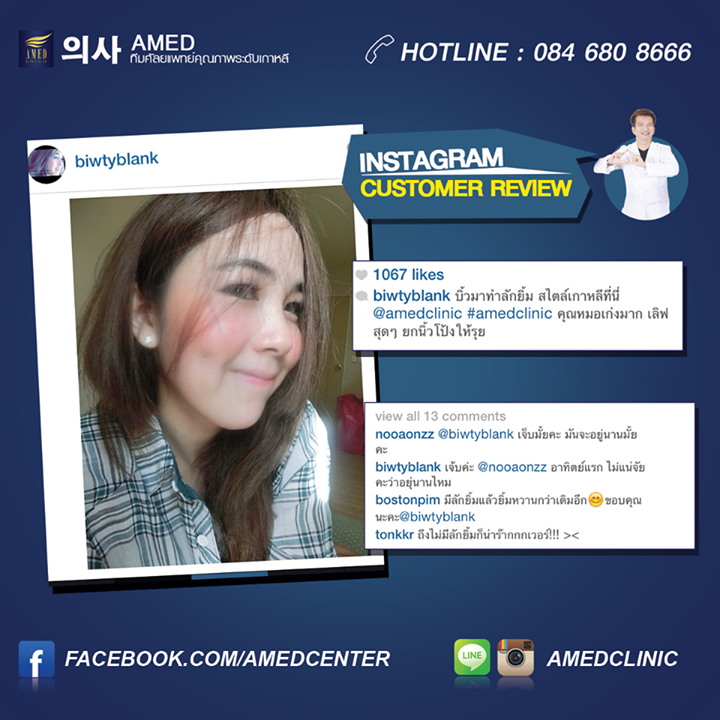 AMED
의사 AMED
ทีมศัลยแพทย์คุณภาพระดับเกาหลี
HOTLINE : 084 680 8666
biwtyblank
INSTAGRAM
CUSTOMER REVIEW
1067 likes
biwtyblank บิ้วมาทำลักยิ้ม สไตล์เกาหลีที่นี่
@amedclinic #amedclinic คุณหมอเก่งมาก เลิฟ
สุดๆ ยกนิ้วโป้งให้รุย
view all 13 comments
nooaonzz @biwtyblank เจ็บมั้ยคะ มันจะอยู่นานมั้ย
คะ
biwtyblank เจ้บค่ะ @nooaonzz อาทิตย์แรก ไม่แน่จัย
คะว่าอยู่นานไหม
bostonpim มีลักยิ้มแล้วยิ้มหวานกว่าเดิมอีก😊ขอบคุณ
นะคะ@biwtyblank
tonkkr ถึงไม่มีลักยิ้มก็น่าร๊ากกกเวอร์!!! ><
FACEBOOK.COM/AMEDCENTER
LINE
AMEDCLINIC